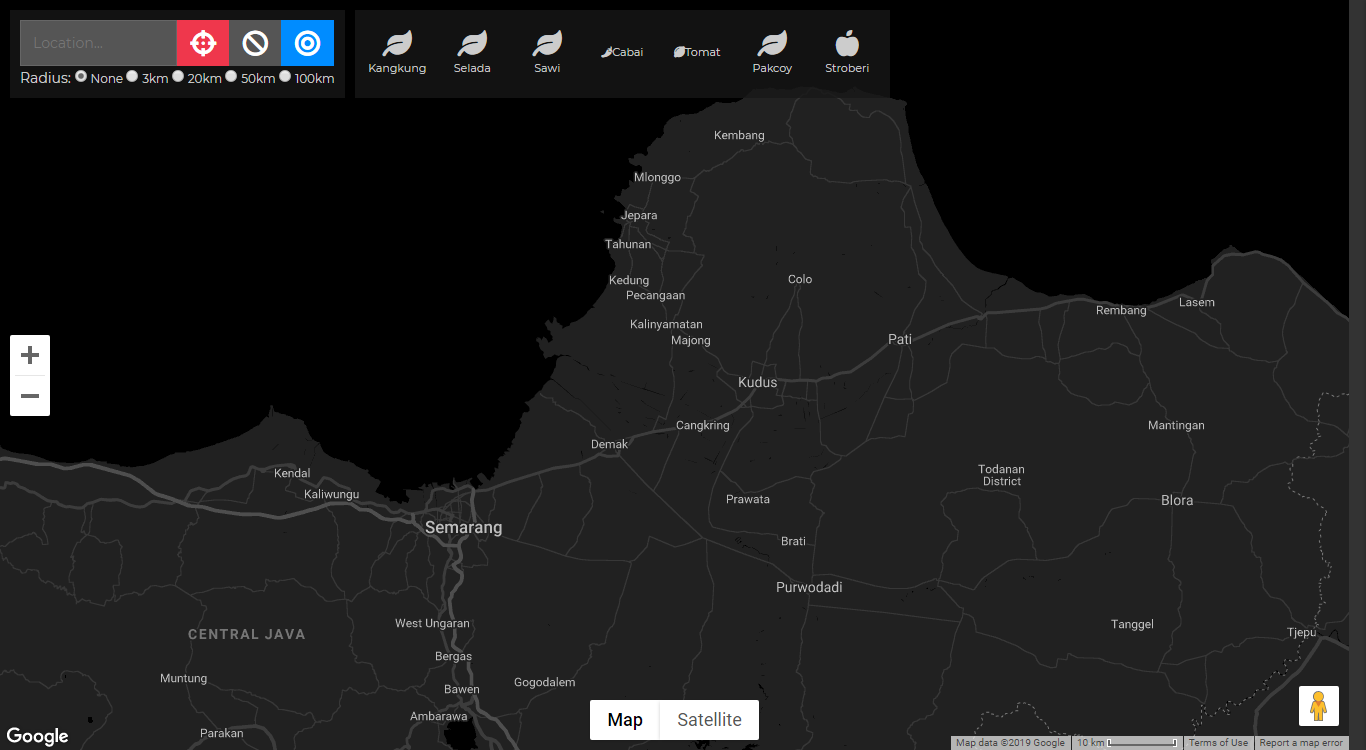 Location...
Radius: None 3km 20km 50km 100km
Kangkung
Selada
Sawi
Cabai
Tomat
Pakcoy
Stroberi
Kembang
Mlonggo
Jepara
Tahunan
Kedung
Colo
Pecangaan
Lasem
Rembang
Kalinyamatan
Majong
Pati
Kudus
Cangkring
Mantingan
Demak
Kendal
Todanan
District
Kaliwungu
Prawata
Blora
Semarang
Brati
Purwodadi
West Ungaran
Tanggel
CENTRAL JAVA
Tjepu
Bergas
Muntung
Gogodalem
Bawen
Ambarawa
Map
Satellite
Parakan
Google
Map data ©2019 Google
10 km
Terms of Use
Report a map error